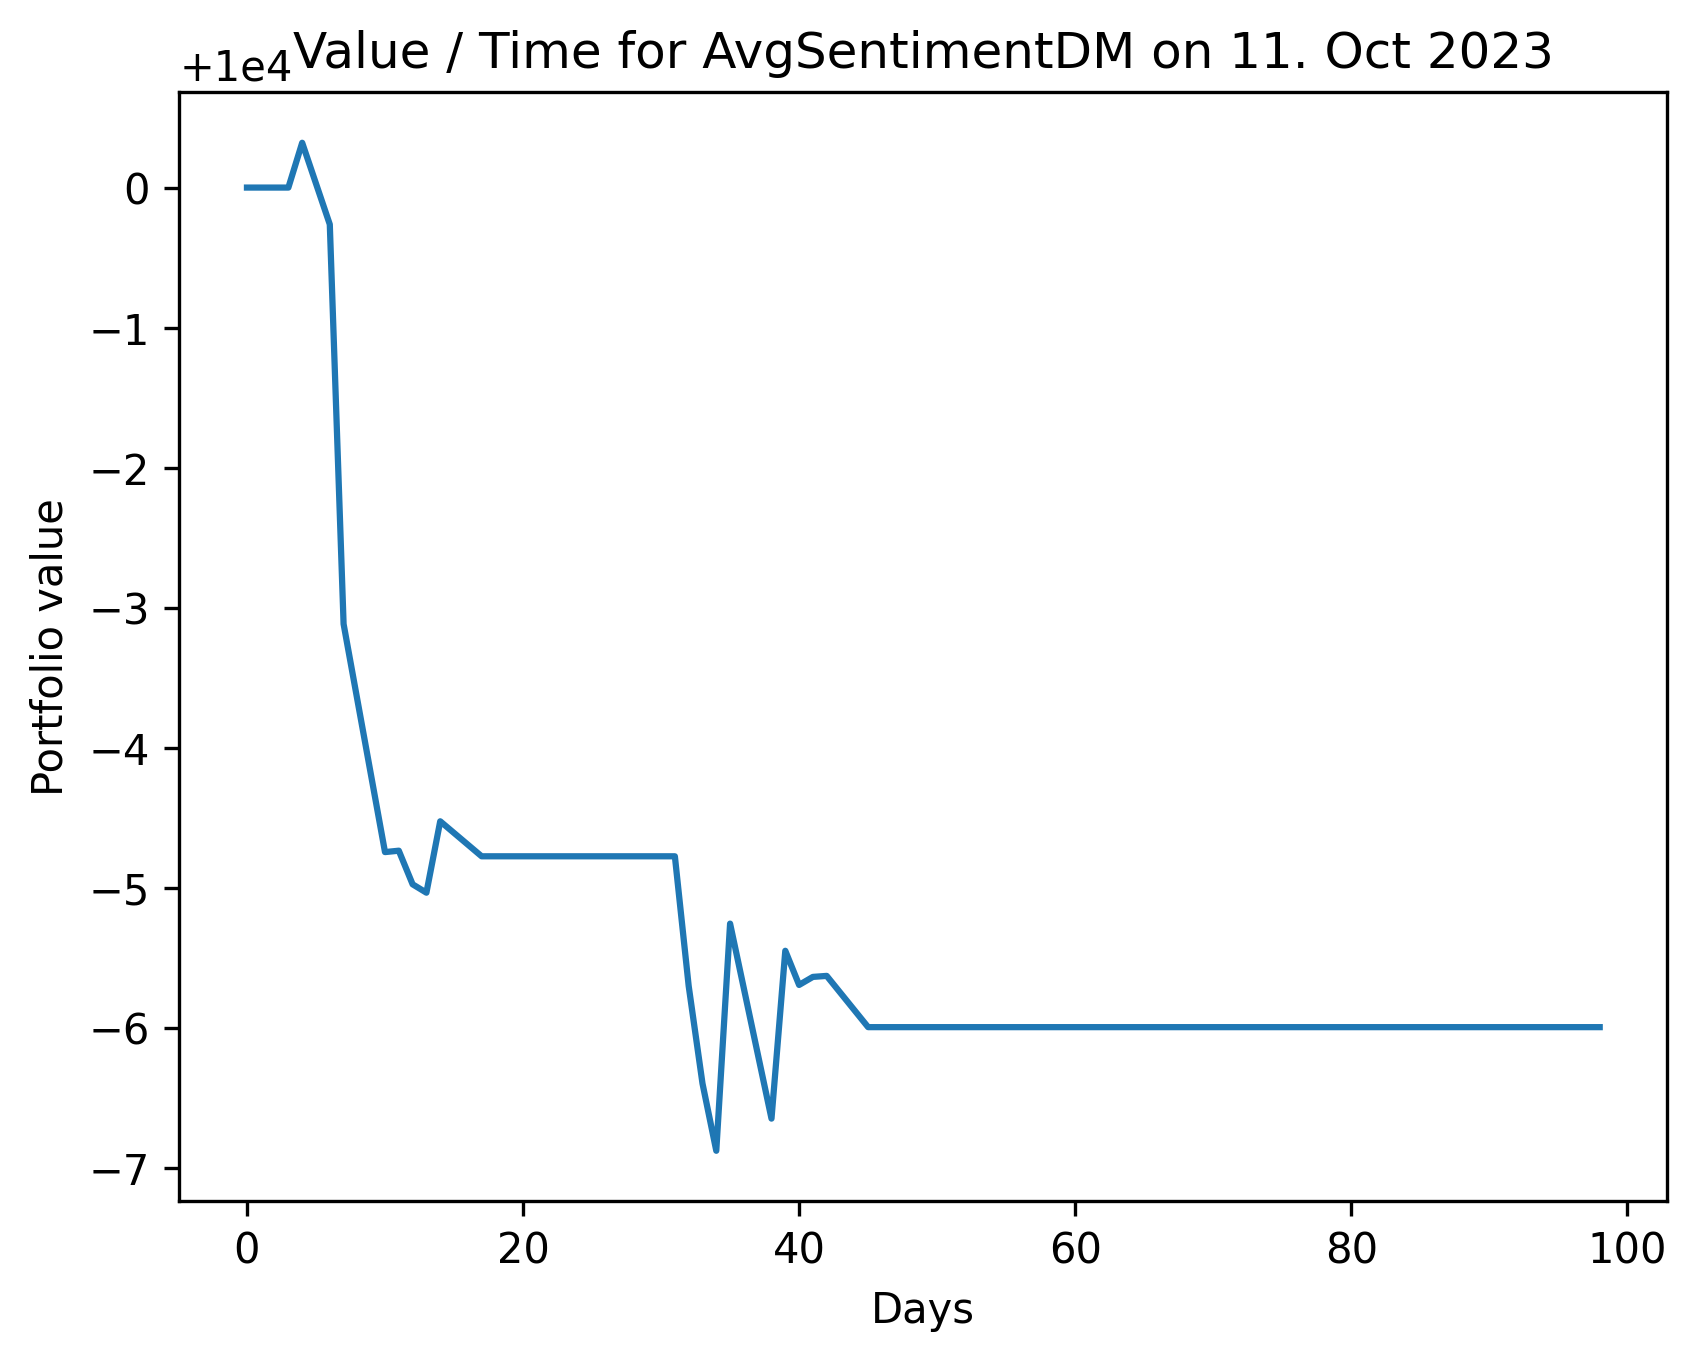 Value / Time for AvgSentimentDM on 11. Oct 2023
+1e4
0
−1
−2
−3
−4
−5
−6
−7
Portfolio value
0 20 40 60 80 100
Days